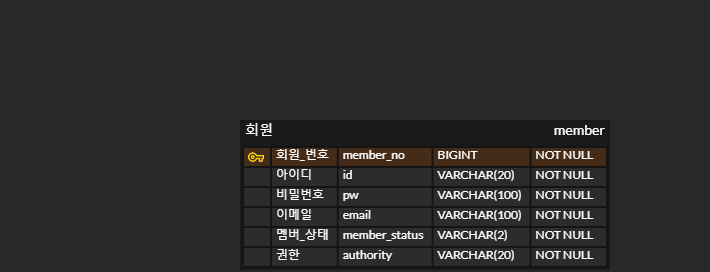 회원 member
회원_번호 member_no BIGINT NOT NULL
아이디 id VARCHAR(20) NOT NULL
비밀번호 pw VARCHAR(100) NOT NULL
이메일 email VARCHAR(100) NOT NULL
멤버_상태 member_status VARCHAR(2) NOT NULL
권한 authority VARCHAR(20) NOT NULL